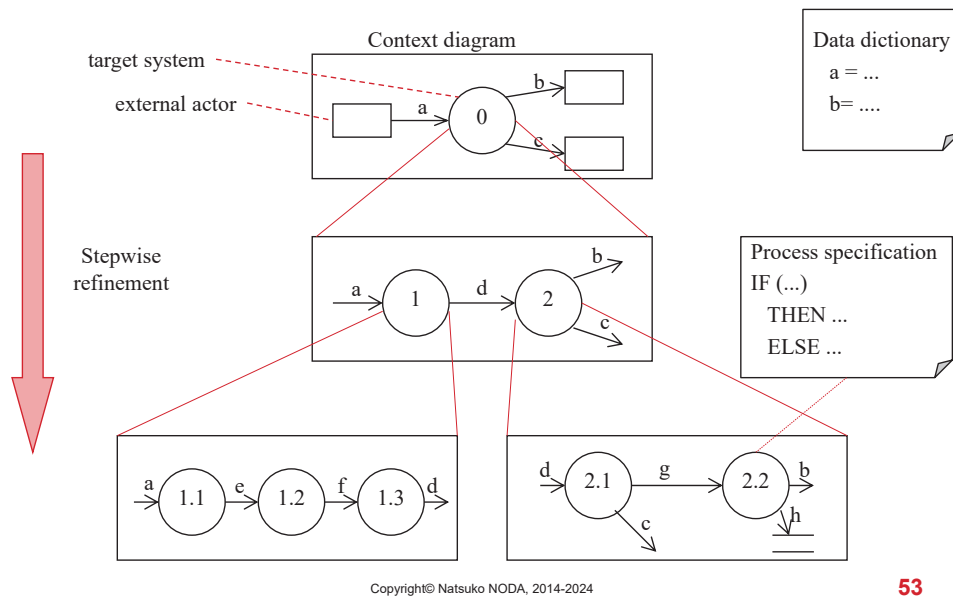 Context diagram
target system
external actor
a
0
b
c
Data dictionary
a = ...
b= ....
Stepwise
refinement
a
1
d
2
b
c
Process specification
IF (...)
THEN ...
ELSE ...
a
1.1
e
1.2
f
1.3
d
d
2.1
g
2.2
b
c
h
Copyright© Natsuko NODA, 2014-2024
53